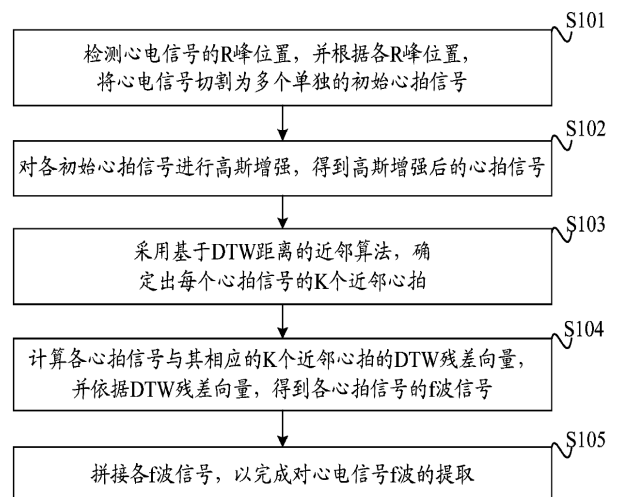 S101
检测心电信号的R峰位置，并根据各R峰位置，
将心电信号切割为多个单独的初始心拍信号
S102
对各初始心拍信号进行高斯增强，得到高斯增强后的心拍信号
S103
采用基于DTW距离的近邻算法，确
定出每个心拍信号的K个近邻心拍
S104
计算各心拍信号与其相应的K个近邻心拍的DTW残差向量，
并依据DTW残差向量，得到各心拍信号的f波信号
S105
拼接各f波信号，以完成对心电信号f波的提取